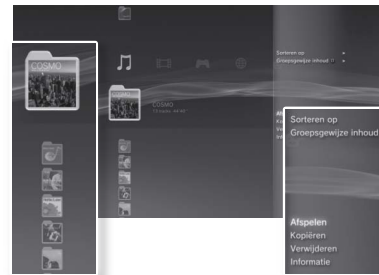 COSMO
COSMO
Sorteren op
Groepsgewijze inhoud
Sorteren op
Groepsgewijze inhoud
Afspelen
Kopiëren
Verwijderen
Informatie